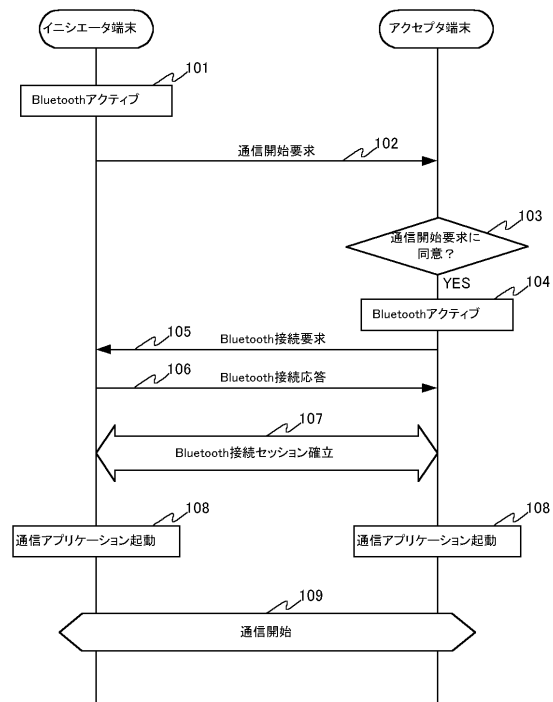 イニシエータ端末
アクセプタ端末
101
Bluetoothアクティブ
通信開始要求
102
103
通信開始要求に
同意？
YES
104
Bluetoothアクティブ
105
Bluetooth接続要求
106
Bluetooth接続応答
107
Bluetooth接続セッション確立
108
通信アプリケーション起動
108
通信アプリケーション起動
109
通信開始